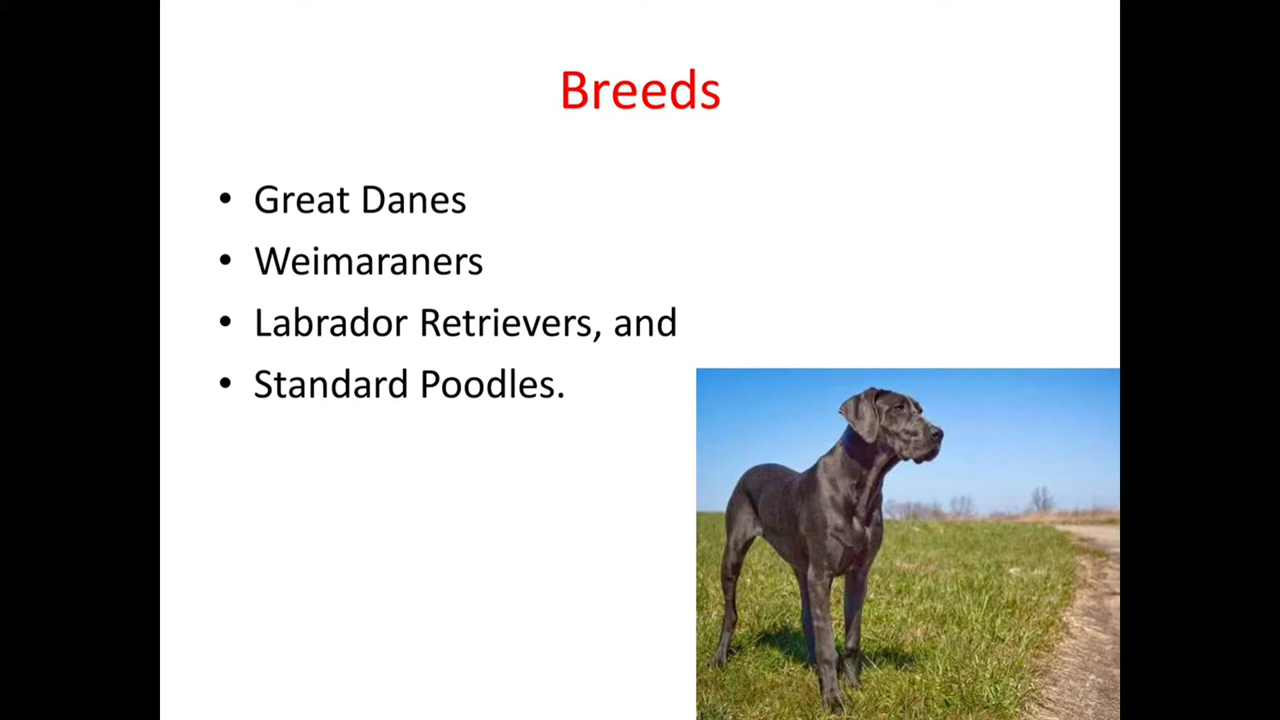 Breeds
• Great Danes
• Weimaraners
• Labrador Retrievers, and
• Standard Poodles.